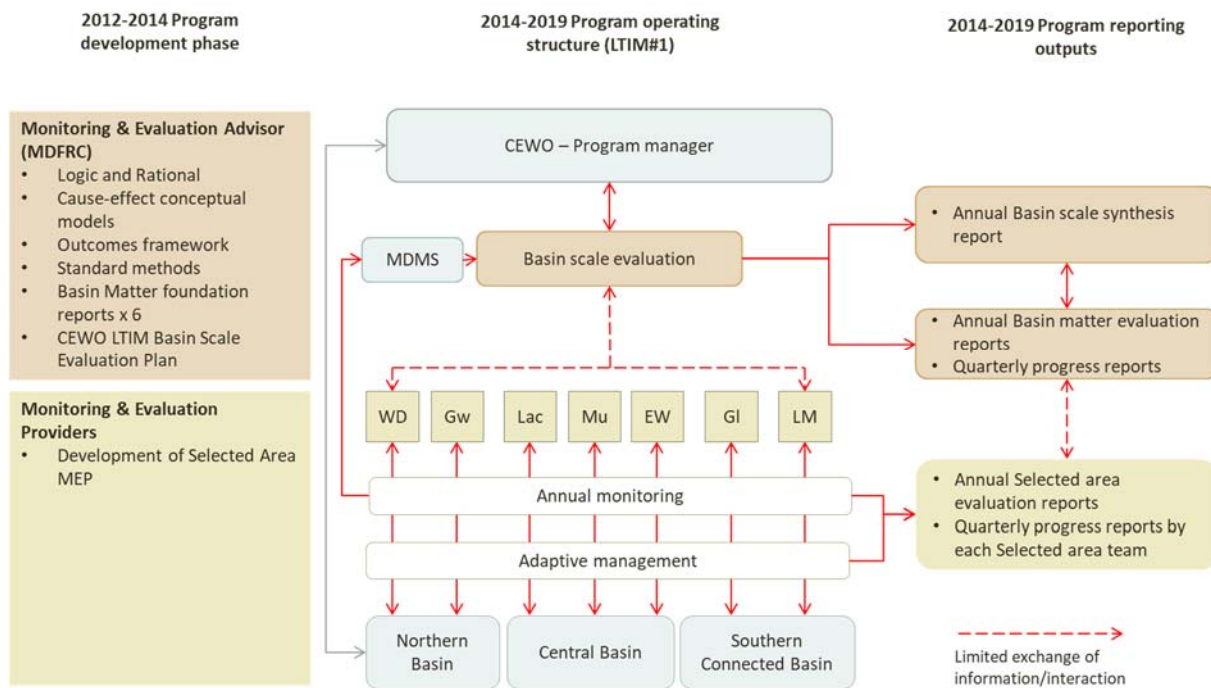 2012-2014 Program
development phase
2014-2019 Program operating
structure (LTIM#1)
2014-2019 Program reporting
outputs
Monitoring & Evaluation Advisor
(MDFRC)
• Logic and Rational
• Cause-effect conceptual
models
• Outcomes framework
• Standard methods
• Basin Matter foundation
reports x 6
• CEWO LTIM Basin Scale
Evaluation Plan
Monitoring & Evaluation
Providers
• Development of Selected Area
MEP
CEWO – Program manager
MDMS
Basin scale evaluation
WD
Gw
Lac
Mu
EW
Gl
LM
Annual monitoring
Adaptive management
Northern
Basin
Central Basin
Southern
Connected Basin
• Annual Basin scale synthesis
report
• Annual Basin matter evaluation
reports
• Quarterly progress reports
• Annual Selected area
evaluation reports
• Quarterly progress reports by
each Selected area team
Limited exchange of
information/interaction